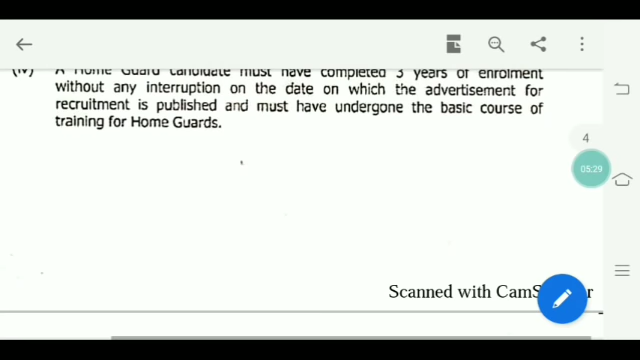 (iv) A Home Guard candidate must have completed 3 years of enrolment
without any interruption on the date on which the advertisement for
recruitment is published and must have undergone the basic course of
training for Home Guards.
4
05:29
Scanned with CamS r